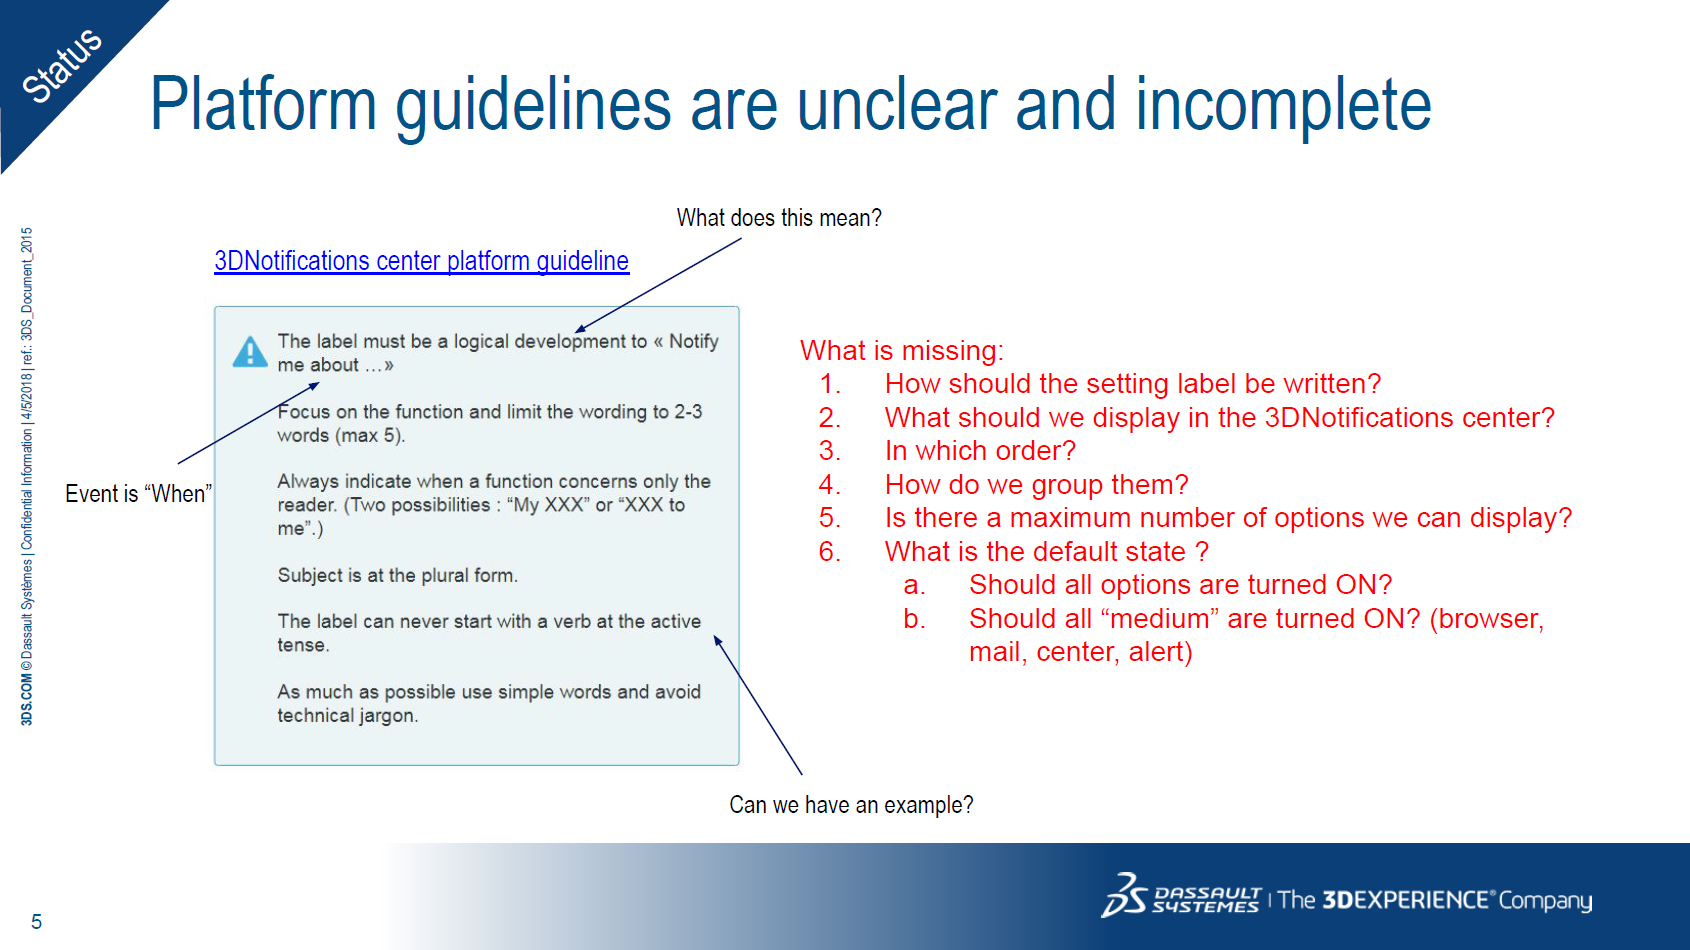 Status
Platform guidelines are unclear and incomplete
What does this mean?
3DNotifications center platform guideline
The label must be a logical development to « Notify
me about ...»
Focus on the function and limit the wording to 2-3
words (max 5).
Event is “When”
Always indicate when a function concerns only the
reader. (Two possibilities : “My XXX” or “XXX to
me”.)
Subject is at the plural form.
The label can never start with a verb at the active
tense.
As much as possible use simple words and avoid
technical jargon.
Can we have an example?
What is missing:
1. How should the setting label be written?
2. What should we display in the 3DNotifications center?
3. In which order?
4. How do we group them?
5. Is there a maximum number of options we can display?
6. What is the default state ?
a. Should all options are turned ON?
b. Should all “medium” are turned ON? (browser,
mail, center, alert)
3DS.COM © Dassault Systèmes | Confidential Information | 4/5/2018 | ref.: 3DS_Document_2015
5
DASSAULT
SYSTEMES | The 3DEXPERIENCE® Company